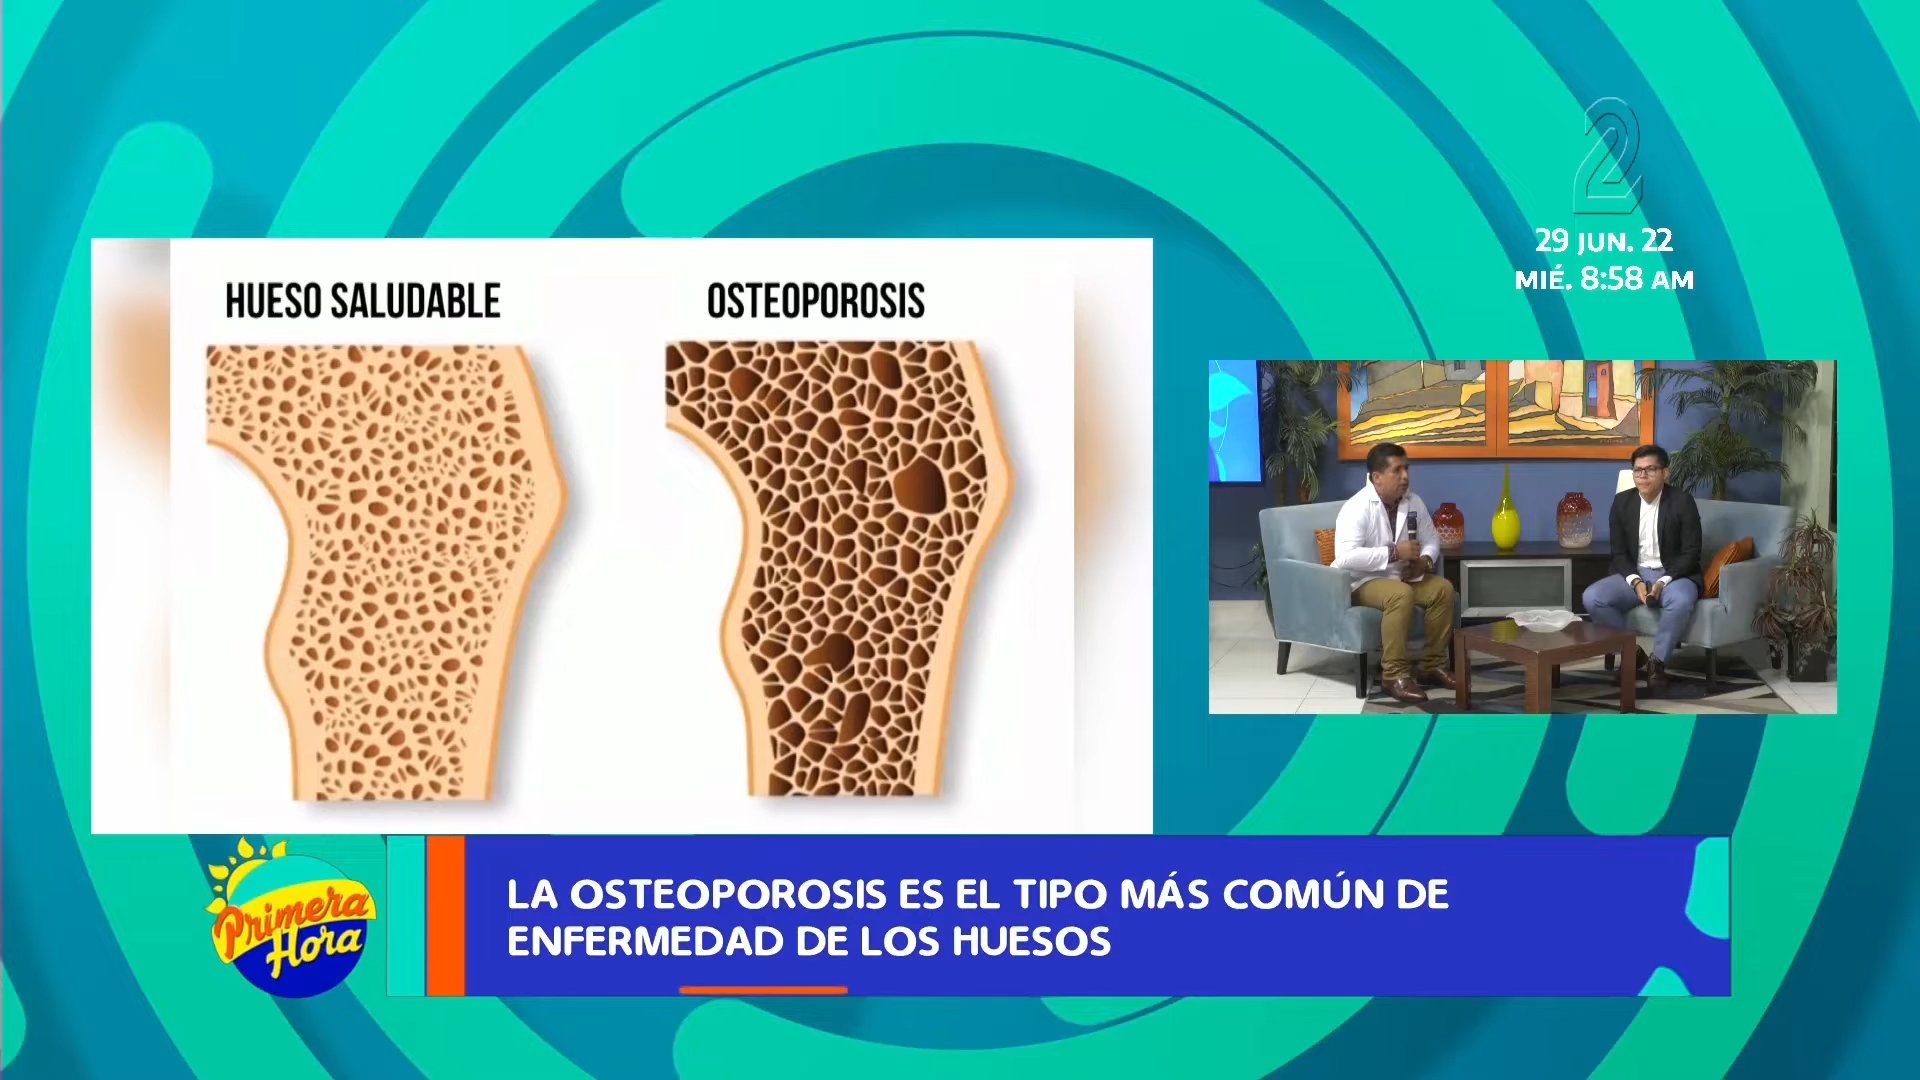 2
29 JUN. 22
MIÉ. 8:58 AM
HUESO SALUDABLE
OSTEOPOROSIS
Primera
Hora
LA OSTEOPOROSIS ES EL TIPO MÁS COMÚN DE
ENFERMEDAD DE LOS HUESOS